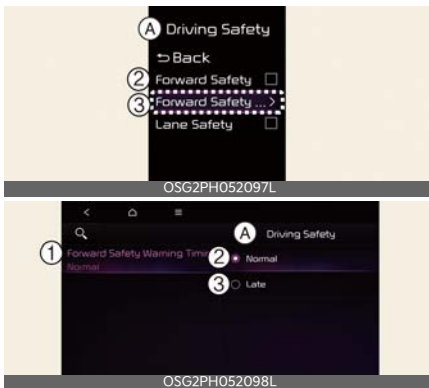 A Driving Safety
Back
2 Forward Safety
3 Forward Safety ... >
Lane Safety
OSG2PH052097L
A Driving Safety
1 Forward Safety Warning Timin
Normal
2 Normal
3 Late
OSG2PH052098L